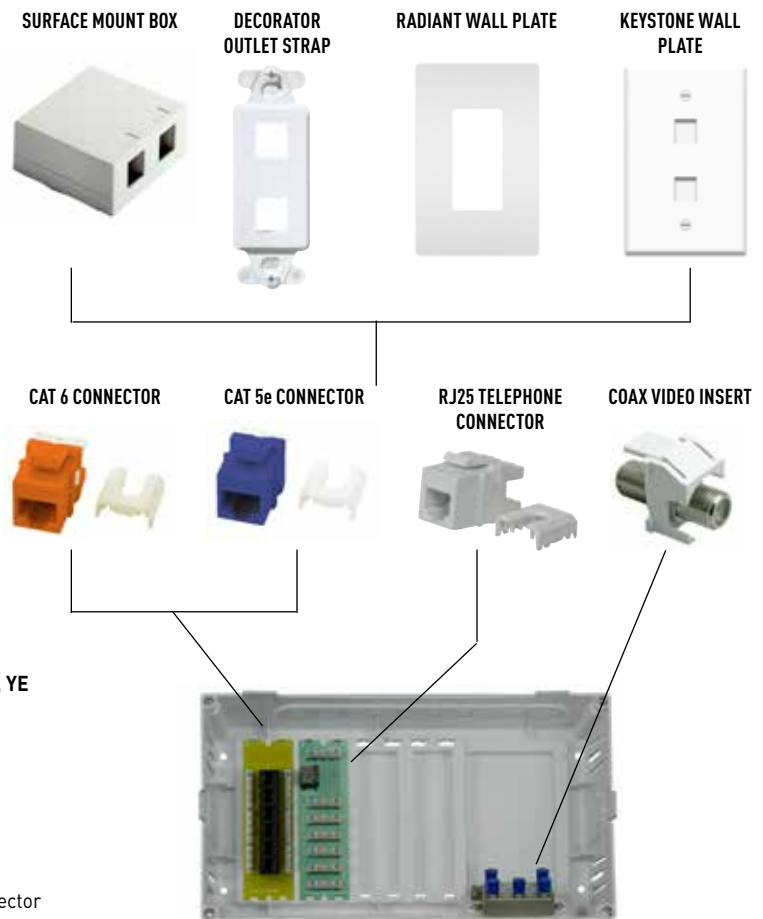 SURFACE MOUNT BOX
DECORATOR
OUTLET STRAP
RADIANT WALL PLATE
KEYSTONE WALL
PLATE
CAT 6 CONNECTOR
CAT 5e CONNECTOR
RJ25 TELEPHONE
CONNECTOR
COAX VIDEO INSERT
YE
ector